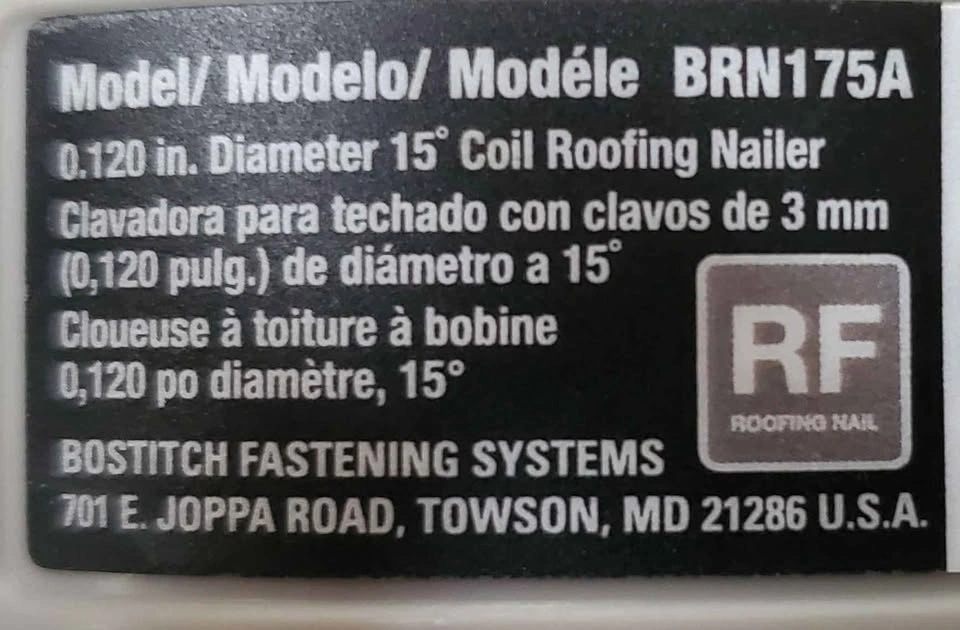 Model/ Modelo/ Modéle BRN175A
0.120 in. Diameter 15° Coil Roofing Nailer
Clavadora para techado con clavos de 3 mm
(0,120 pulg.) de diámetro a 15°
Cloueuse à toiture à bobine
0,120 po diamètre, 15°
RF
ROOFING NAIL
BOSTITCH FASTENING SYSTEMS
701 E. JOPPA ROAD, TOWSON, MD 21286 U.S.A.